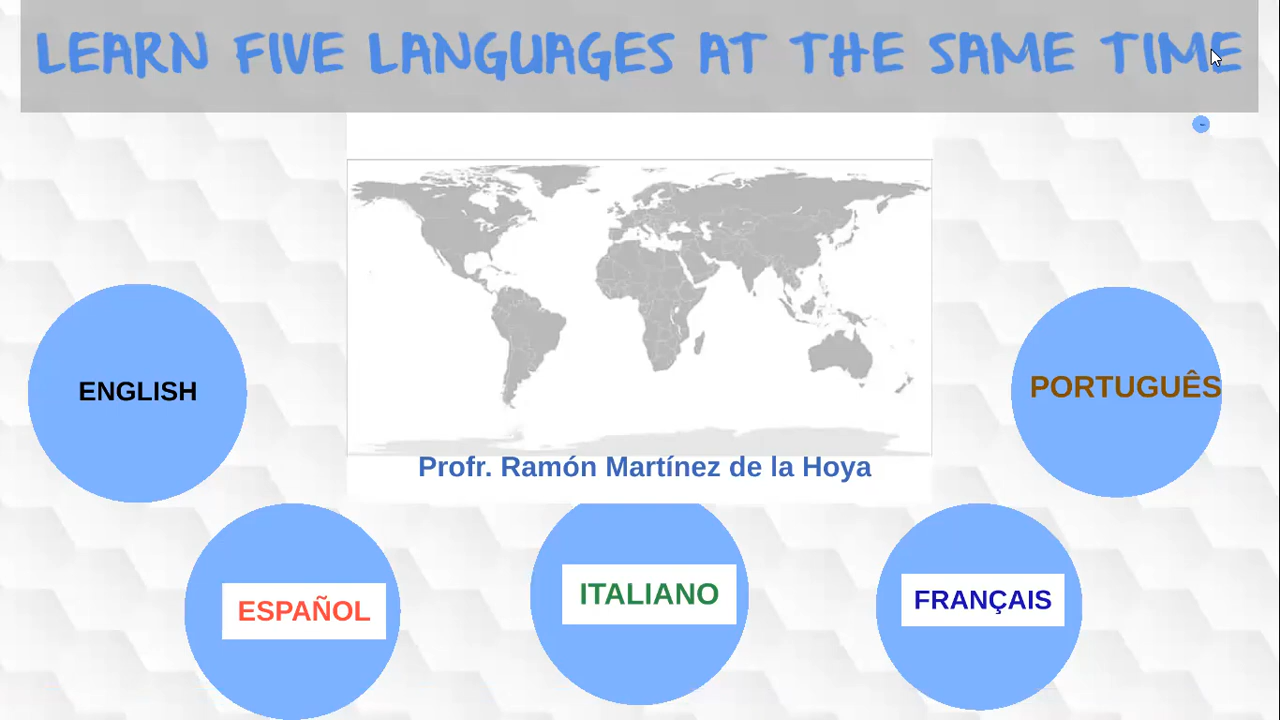 LEARN FIVE LANGUAGES AT THE SAME TIME
ENGLISH
PORTUGUÊS
Profr. Ramón Martínez de la Hoya
ESPAÑOL
ITALIANO
FRANÇAIS